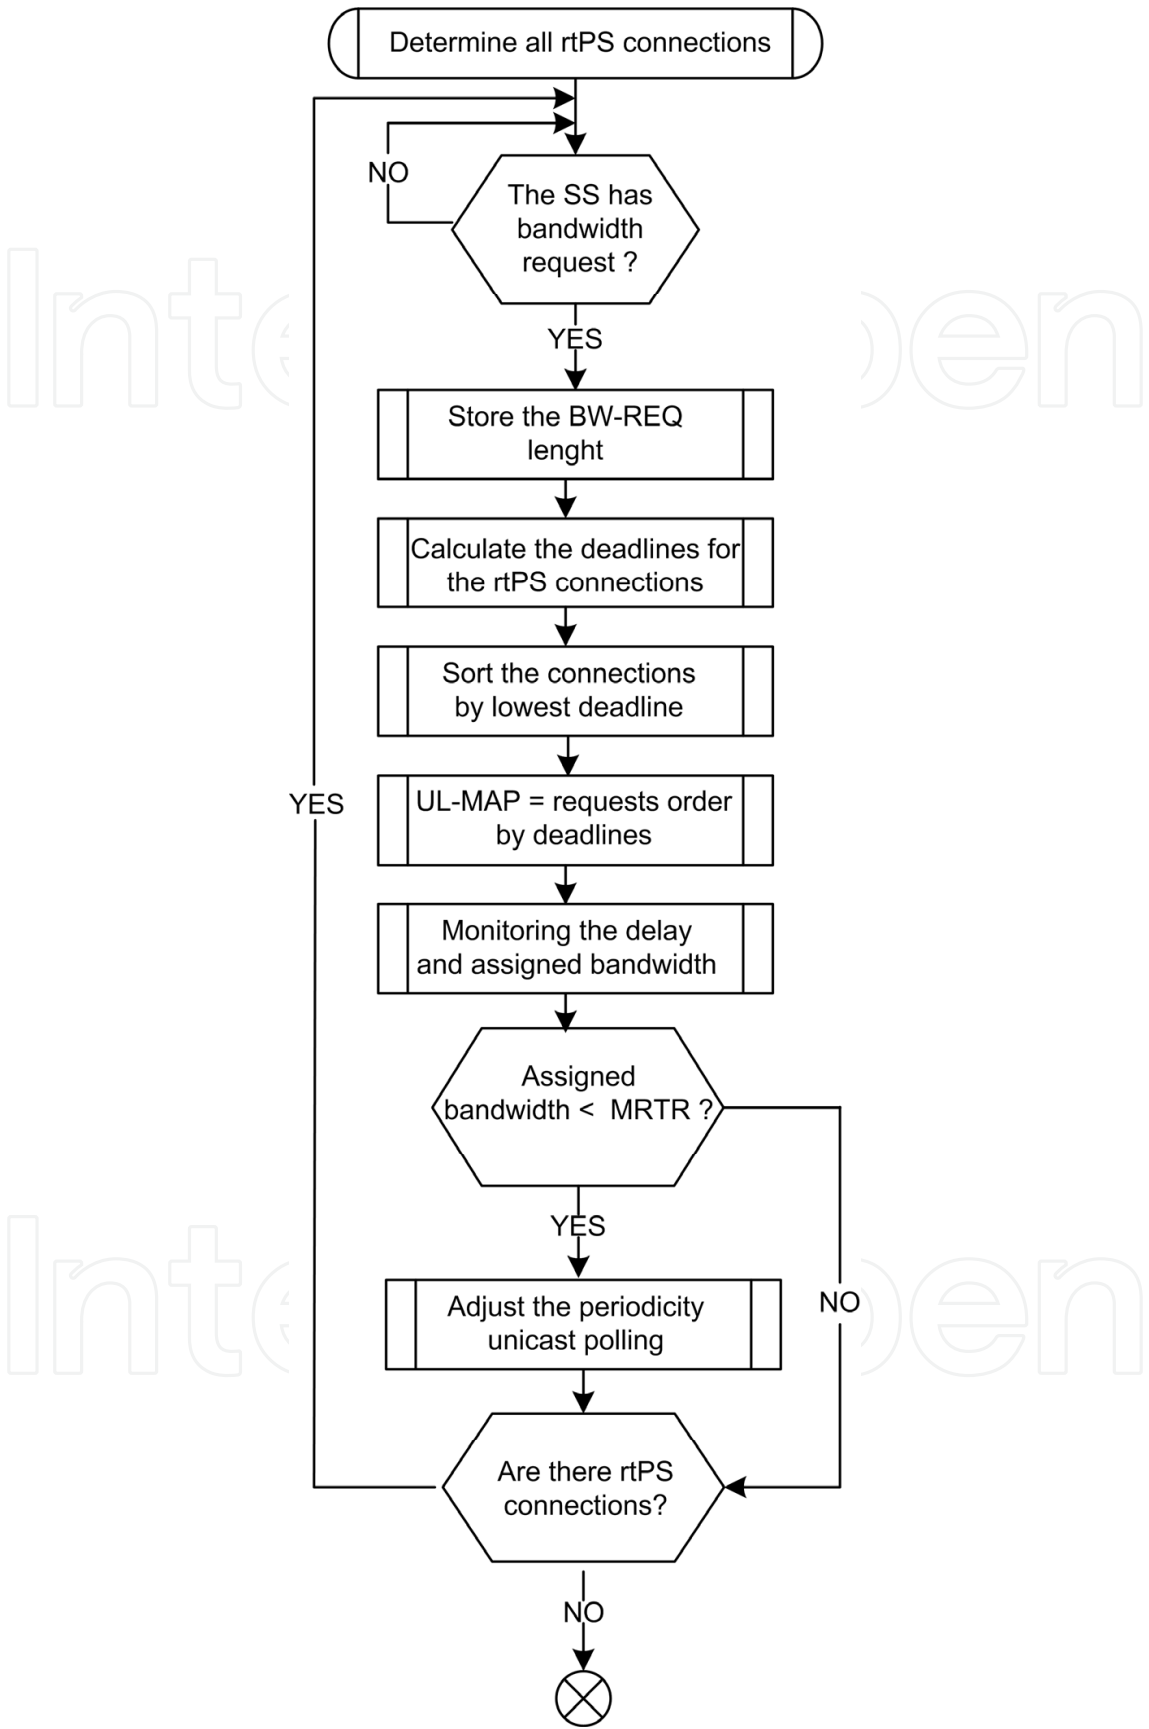 Determine all rtPS connections
NO
The SS has
bandwidth
request ?
YES
Store the BW-REQ
lenght
Calculate the deadlines for
the rtPS connections
Sort the connections
by lowest deadline
YES
UL-MAP = requests order
by deadlines
Monitoring the delay
and assigned bandwidth
Assigned
bandwidth < MRTR ?
YES
NO
Adjust the periodicity
unicast polling
Are there rtPS
connections?
NO